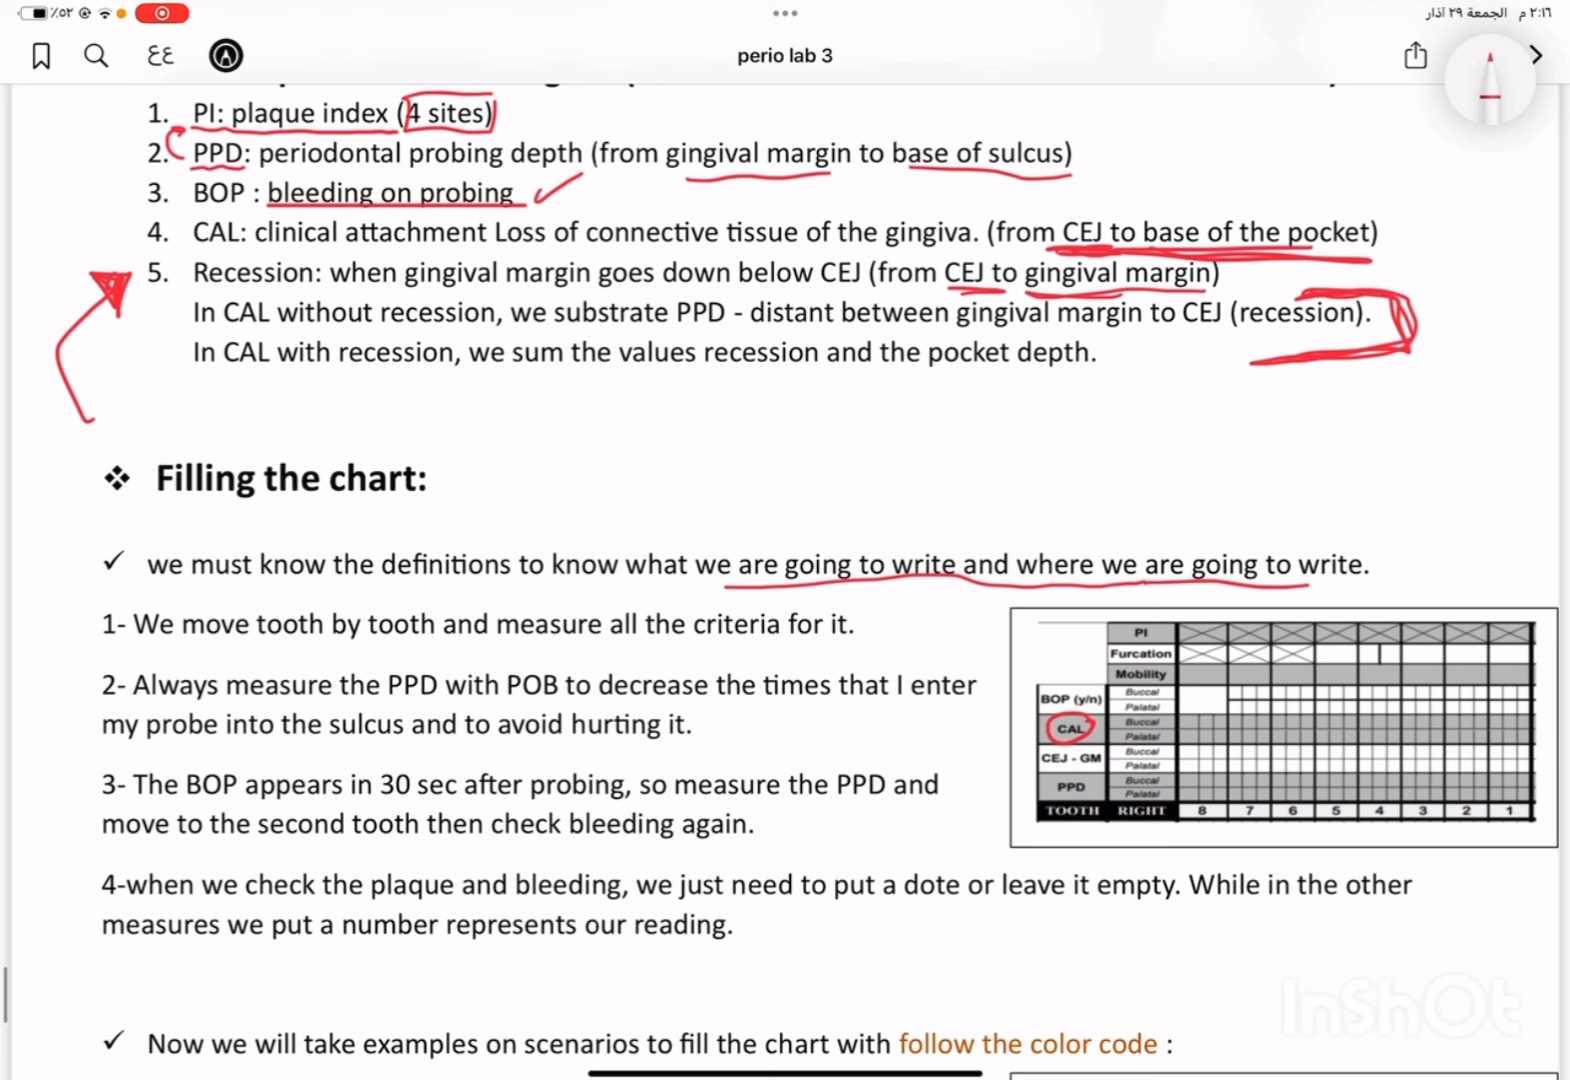 ٪٥٢
الجمعة ٢٩ آذار ٢:١٦ م
عع
perio lab 3
1. PI: plaque index (4 sites)
2. PPD: periodontal probing depth (from gingival margin to base of sulcus)
3. BOP : bleeding on probing
4. CAL: clinical attachment Loss of connective tissue of the gingiva. (from CEJ to base of the pocket)
5. Recession: when gingival margin goes down below CEJ (from CEJ to gingival margin)
In CAL without recession, we substrate PPD - distant between gingival margin to CEJ (recession).
In CAL with recession, we sum the values recession and the pocket depth.
❖ Filling the chart:
✓ we must know the definitions to know what we are going to write and where we are going to write.
1- We move tooth by tooth and measure all the criteria for it.
2- Always measure the PPD with POB to decrease the times that I enter
my probe into the sulcus and to avoid hurting it.
3- The BOP appears in 30 sec after probing, so measure the PPD and
move to the second tooth then check bleeding again.
PI
Furcation
Mobility
BOP (y/n) Buccal
Palatal
CAL Buccal
Palatal
CEJ - GM Buccal
Palatal
PPD Buccal
Palatal
TOOTH RIGHT 8 7 6 5 4 3 2 1
4-when we check the plaque and bleeding, we just need to put a dote or leave it empty. While in the other
measures we put a number represents our reading.
✓ Now we will take examples on scenarios to fill the chart with follow the color code :
InShOt